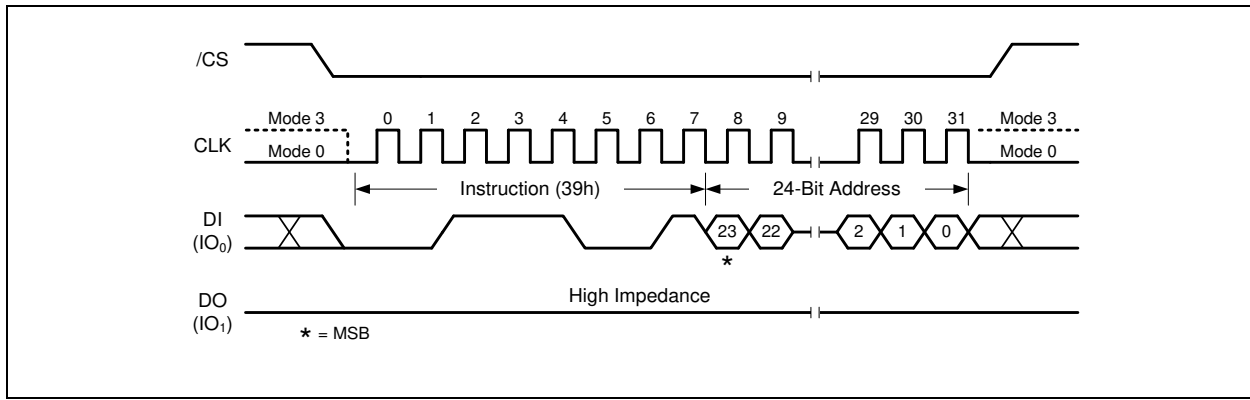 /CS
Mode 3 0 1 2 3 4 5 6 7 8 9 29 30 31 Mode 3
CLK
Mode 0 Mode 0
Instruction (39h) 24-Bit Address
DI
(IO₀)
23 22 2 1 0
*
High Impedance
DO
(IO₁)
* = MSB